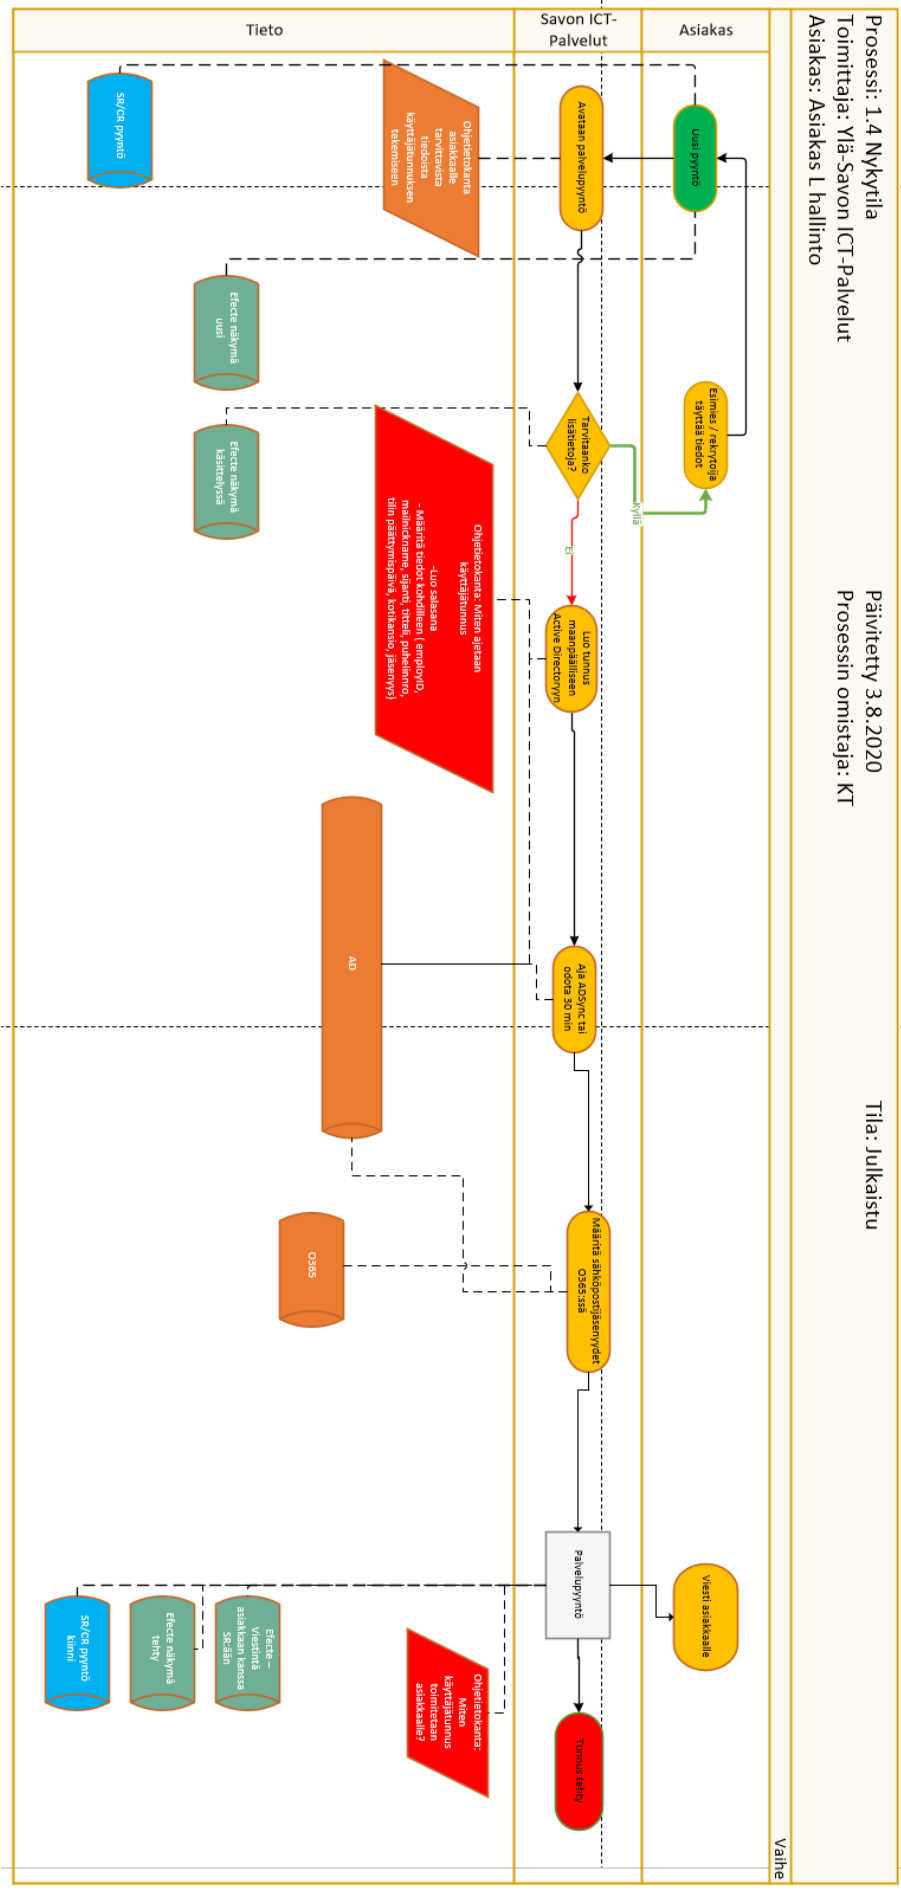 Prosessi: 1.4 Nykytila
Toimittaja: Ylä-Savon ICT-Palvelut
Asiakas: Asiakas L hallinto
Päivitetty 3.8.2020
Prosessin omistaja: KT
Tila: Julkaistu
Vaihe
Asiakas
Uusi pyyntö
Esimies / rekrytoija
täyttää tiedot
Viesti asiakkaalle
Savon ICT-
Palvelut
Avataan palvelupyyntö
Tarvitaanko
lisätietoja?
Kyllä
Ei
Luo tunnus
maanpäälliseen
Active Directoryyn
Aja ADSync tai
odota 30 min
Määritä sähköpostijäsenyydet
O365:ssä
Palvelupyyntö
Tunnus tehty
Tieto
Ohjetietokanta
asiakkaalle
tarvittavista
tiedoista
käyttäjätunnuksen
tekemiseen
SR/CR pyyntö
Efecte näkymä
uusi
Efecte näkymä
käsittelyssä
Ohjetietokanta: Miten ajetaan
käyttäjätunnus
-Luo salasana
- Määritä tiedot kohdilleen ( employID,
mailnickname, sijanti, titteli, puhelinnro,
tilin päättymispäivä, kotikansio, jäsenyys)
AD
O365
Ohjetietokanta:
Miten
käyttäjätunnus
toimitetaan
asiakkaalle?
Efecte –
Viestintä
asiakkaan kanssa
SR:ään
Efecte näkymä
tehty
SR/CR pyyntö
kiinni